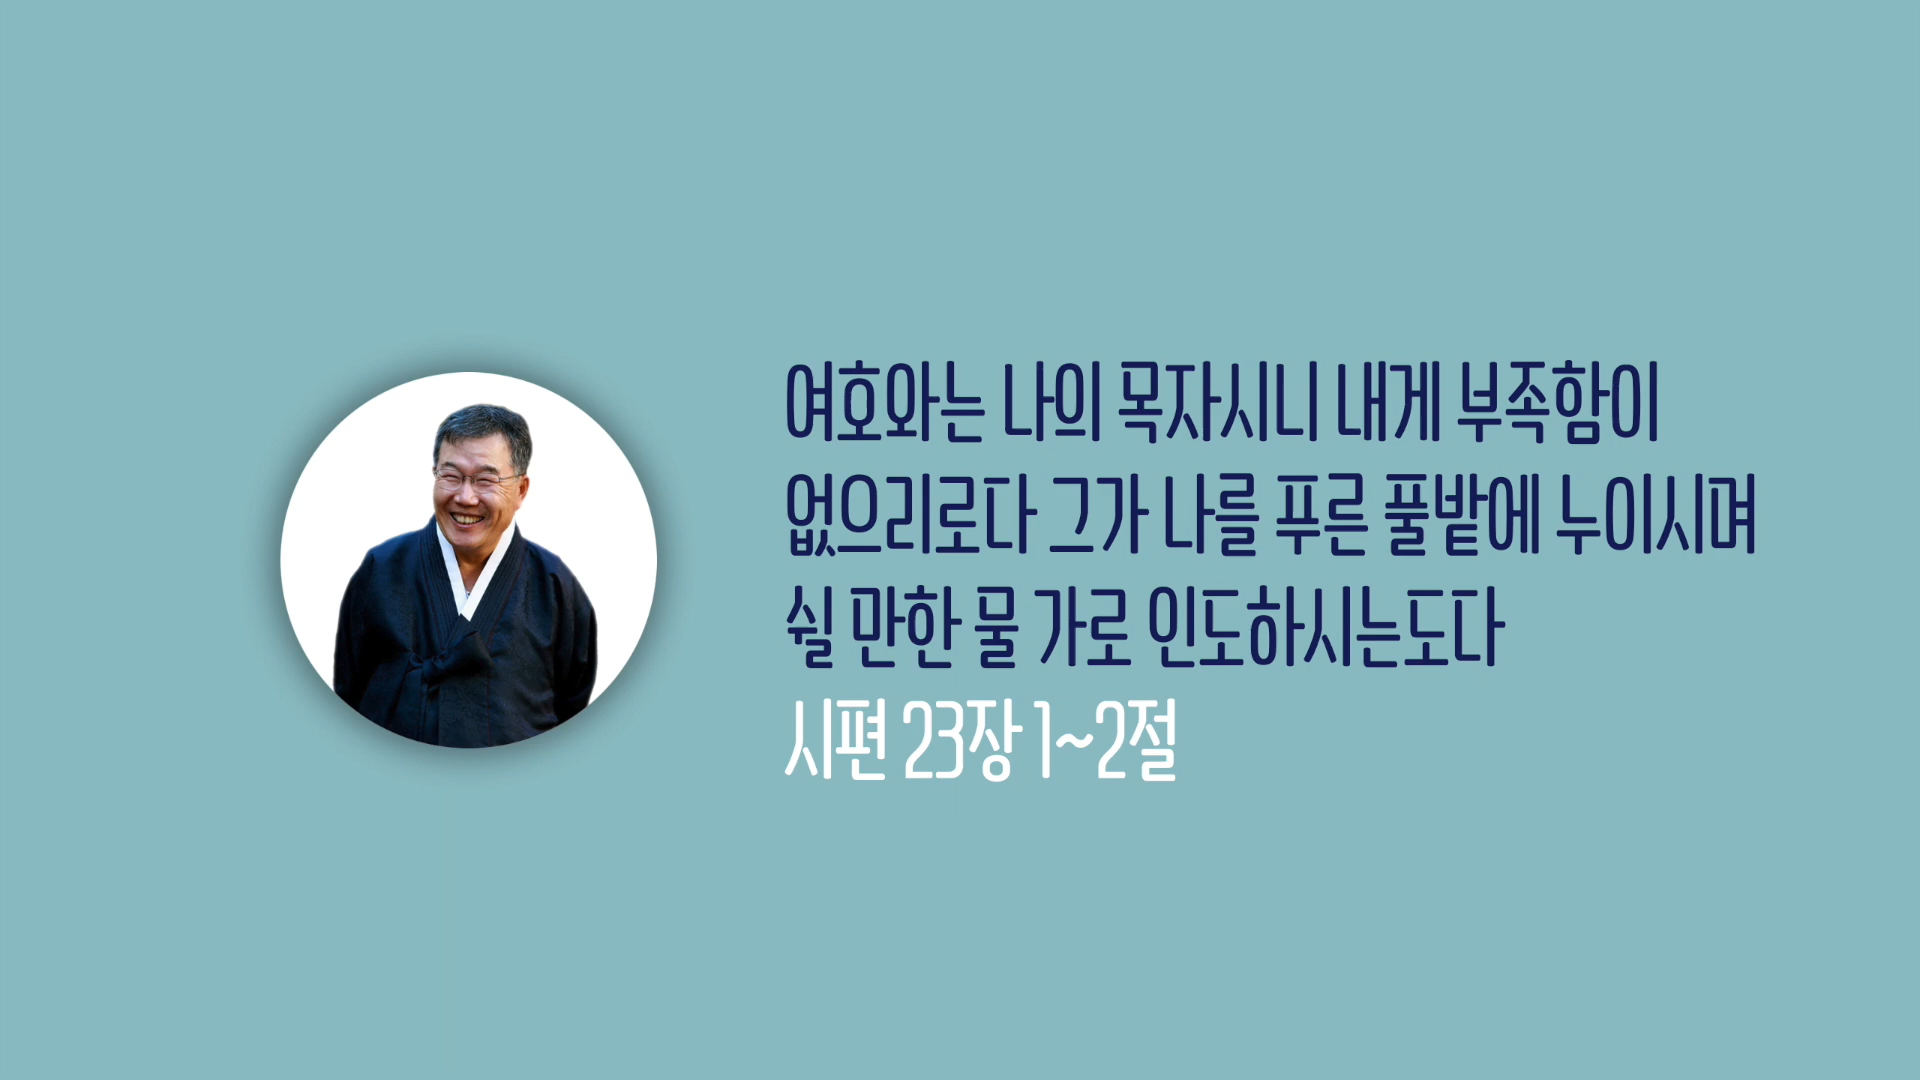 여호와는 나의 목자시니 내게 부족함이
없으리로다 그가 나를 푸른 풀밭에 누이시며
쉴 만한 물 가로 인도하시는도다
시편 23장 1~2절